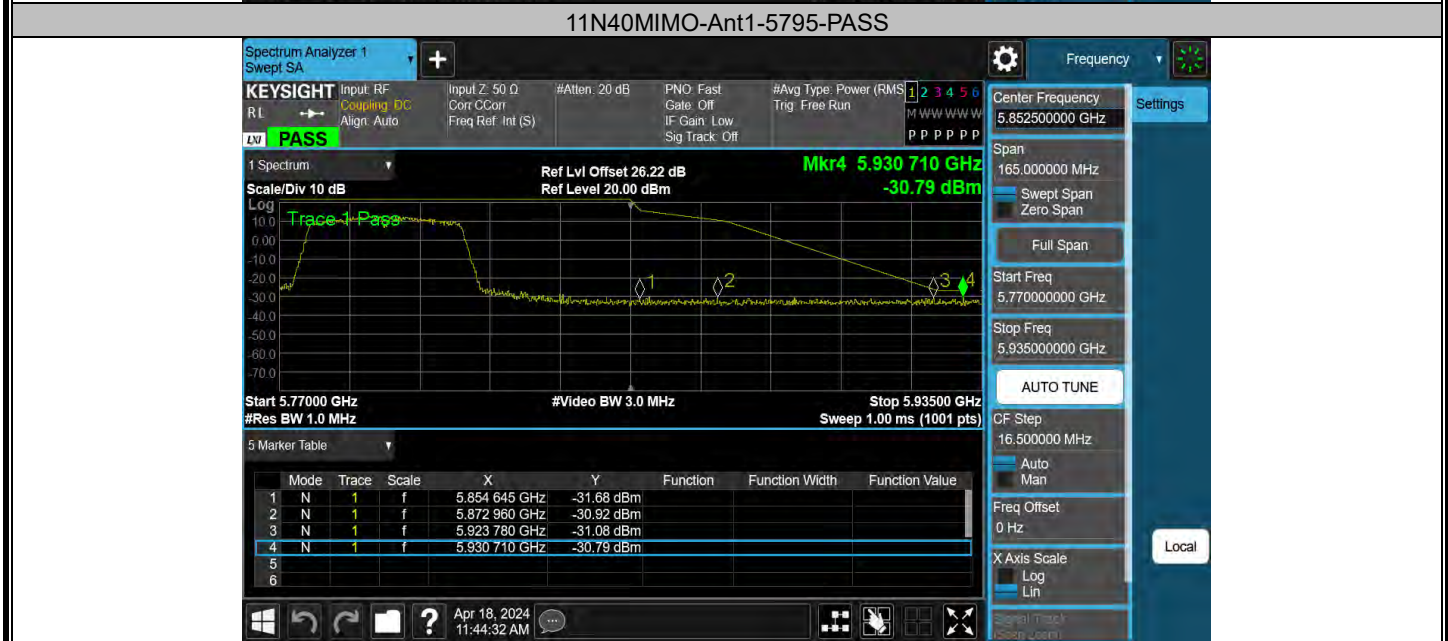 11N40MIMO-Ant1-5795-PASS
Spectrum Analyzer 1
Swept SA
+
Frequency
KEYSIGHT
RL
LXI PASS
Input: RF
Coupling: DC
Align: Auto
Input Z: 50 Ω
Corr CCorr
Freq Ref: Int (S)
#Atten: 20 dB
PNO: Fast
Gate: Off
IF Gain: Low
Sig Track: Off
#Avg Type: Power (RMS
Trig: Free Run
1 2 3 4 5 6
M W W W W W
P P P P P P
1 Spectrum
Scale/Div 10 dB
Ref Lvl Offset 26.22 dB
Ref Level 20.00 dBm
Mkr4 5.930 710 GHz
-30.79 dBm
Log
Trace 1 Pass
10.0
0.00
-10.0
-20.0
-30.0
-40.0
-50.0
-60.0
-70.0
1
2
3
4
Start 5.77000 GHz
#Res BW 1.0 MHz
#Video BW 3.0 MHz
Stop 5.93500 GHz
Sweep 1.00 ms (1001 pts)
5 Marker Table
Mode Trace Scale X Y Function Function Width Function Value
1 N 1 f 5.854 645 GHz -31.68 dBm
2 N 1 f 5.872 960 GHz -30.92 dBm
3 N 1 f 5.923 780 GHz -31.08 dBm
4 N 1 f 5.930 710 GHz -30.79 dBm
5
6
?
Apr 18, 2024
11:44:32 AM
Center Frequency
5.852500000 GHz
Span
165.000000 MHz
Swept Span
Zero Span
Full Span
Start Freq
5.770000000 GHz
Stop Freq
5.935000000 GHz
AUTO TUNE
CF Step
16.500000 MHz
Auto
Man
Freq Offset
0 Hz
X Axis Scale
Log
Lin
Signal Track
(Span Zoom)
Settings
Local